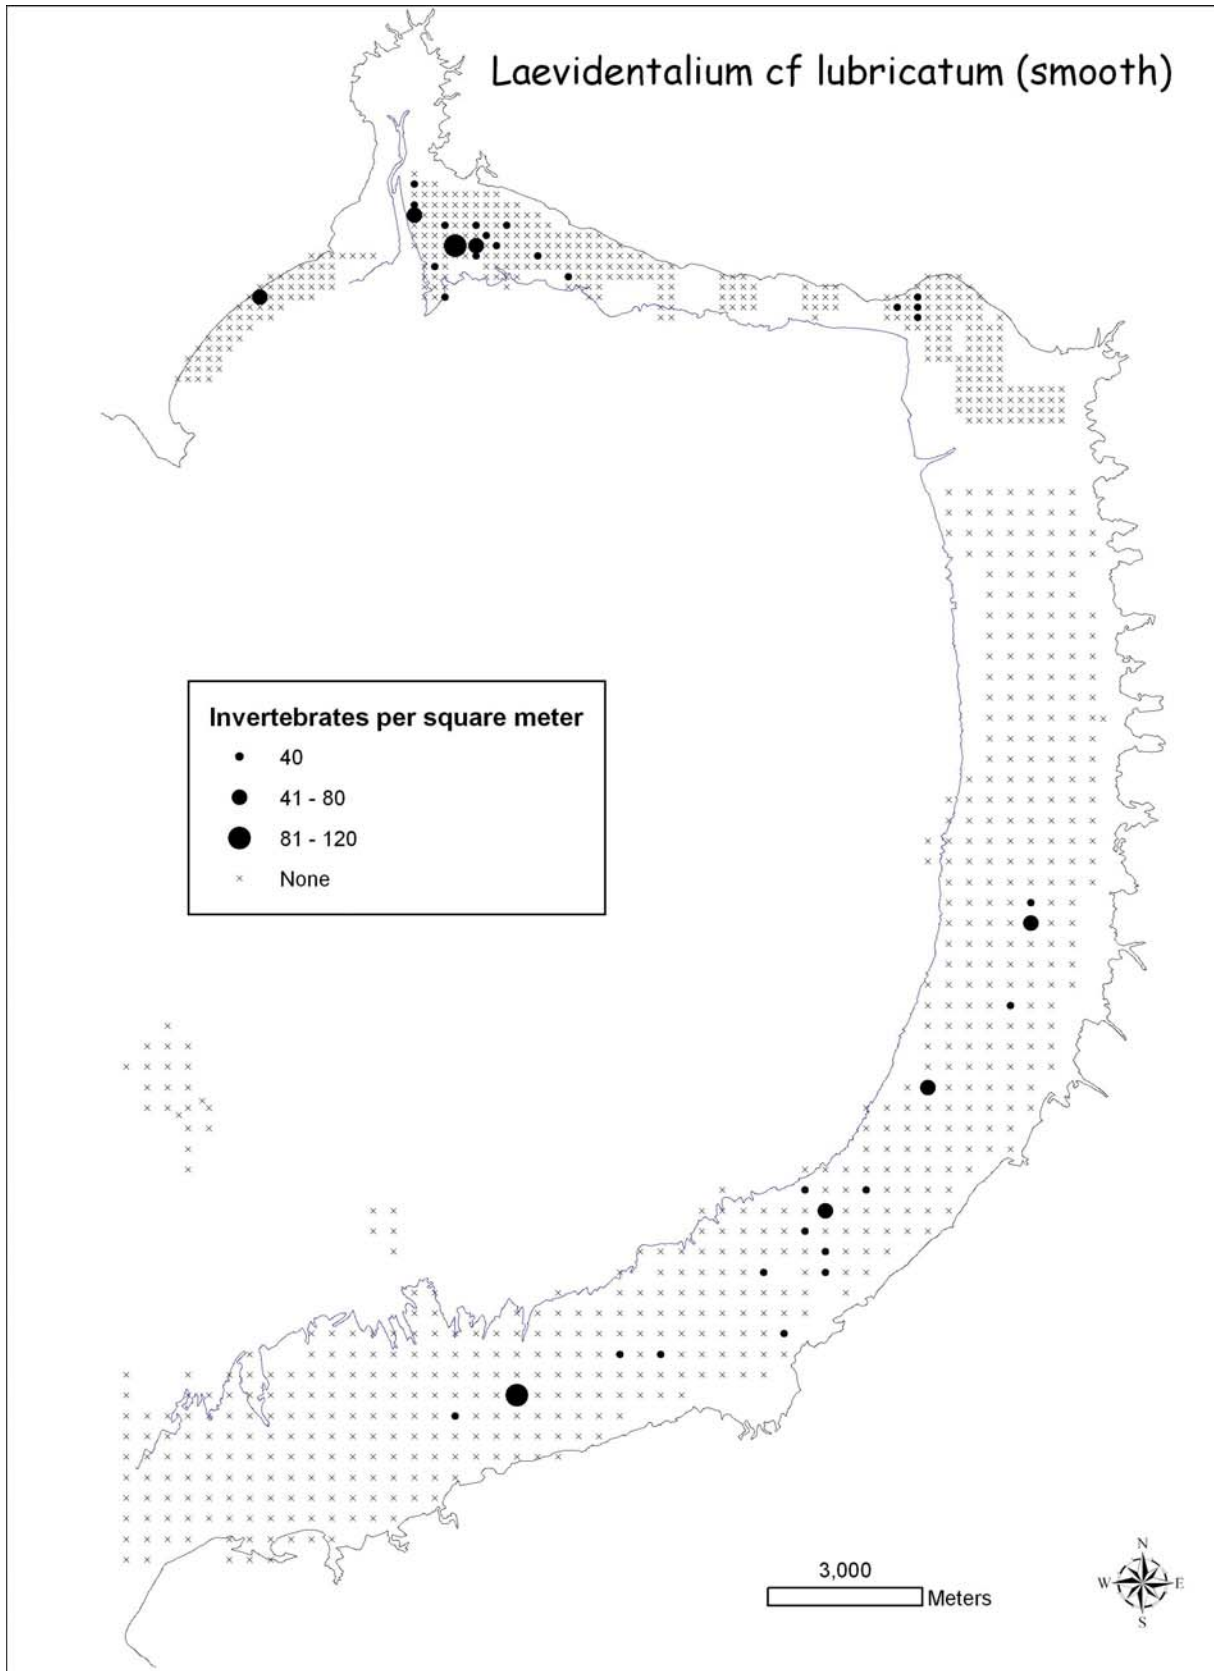 Laevidentalium cf lubricatum (smooth)
Invertebrates per square meter
40
41 - 80
81 - 120
None
3,000
Meters
N
W E
S